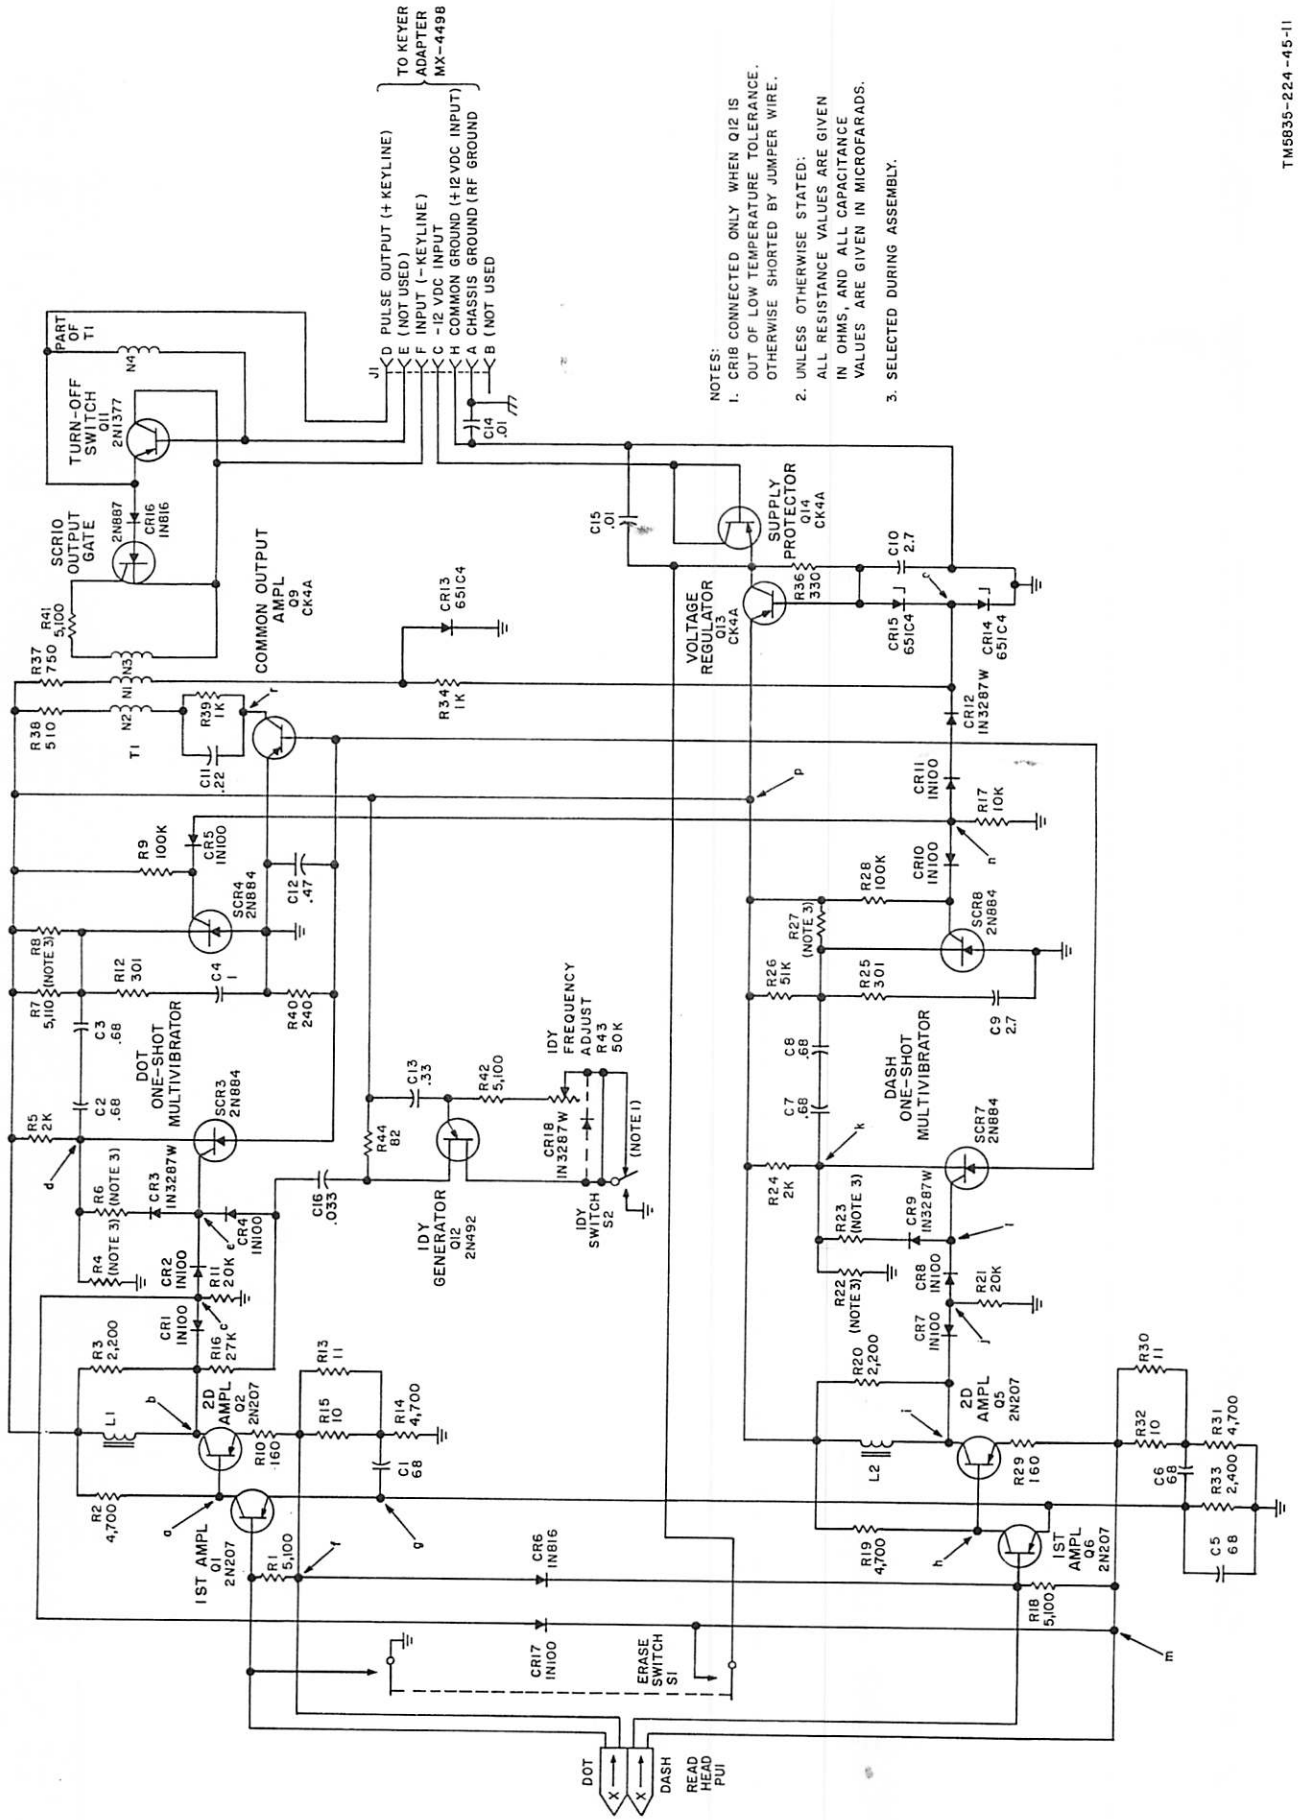 TO KEYER
ADAPTER
MX-4498
J1
D PULSE OUTPUT (+ KEYLINE)
E (NOT USED)
F INPUT (-KEYLINE)
C -12 VDC INPUT
H COMMON GROUND (+12 VDC INPUT)
A CHASSIS GROUND (RF GROUND
B (NOT USED
PART
OF
T1
N4
TURN-OFF
SWITCH
Q11
2N1377
2N887
CR16
IN816
SCR10
OUTPUT
GATE
R41
5,100
R37
750
N3
N1
N2
R38
510
T1
COMMON OUTPUT
AMPL
Q9
CK4A
R39
1K
r
C11
.22
CR13
651C4
R34
1K
C14
.01
C15
.01
SUPPLY
PROTECTOR
Q14
CK4A
VOLTAGE
REGULATOR
Q13
CK4A
R36
330
C10
2.7
CR15
651C4
c
CR14
651C4
CR12
IN3287W
CR11
IN100
R17
10K
n
CR10
IN100
p
R9
100K
CR5
IN100
SCR4
2N884
C12
.47
R8
(NOTE 3)
R7
5,110
R12
301
C4
1
R40
240
C3
.68
DOT
ONE-SHOT
MULTIVIBRATOR
C2
.68
SCR3
2N884
R5
2K
d
R6
(NOTE 3)
CR3
IN3287W
R4
(NOTE 3)
e
CR4
IN100
CR2
IN100
R11
20K
c
CR1
IN100
R16
27K
R3
2,200
L1
b
2D
AMPL
Q2
2N207
R10
160
R13
11
R15
10
R14
4,700
C1
68
R2
4,700
a
1ST AMPL
Q1
2N207
R1
5,100
f
g
C16
.033
R44
82
C13
.33
R42
5,100
IDY
FREQUENCY
ADJUST
R43
50K
CR18
IN3287W
(NOTE 1)
IDY
GENERATOR
Q12
2N492
IDY
SWITCH
S2
R28
100K
R27
(NOTE 3)
R26
51K
R25
301
SCR8
2N884
C9
2.7
C8
.68
C7
.68
DASH
ONE-SHOT
MULTIVIBRATOR
k
SCR7
2N884
R24
2K
R23
(NOTE 3)
CR9
IN3287W
l
R22
(NOTE 3)
CR8
IN100
R21
20K
CR7
IN100
j
R20
2,200
L2
i
2D
AMPL
Q5
2N207
R29
160
R30
11
R32
10
R31
4,700
C6
68
R33
2,400
C5
68
R19
4,700
h
1ST
AMPL
Q6
2N207
R18
5,100
m
CR6
IN816
CR17
IN100
ERASE
SWITCH
S1
DOT
X
DASH
X
READ
HEAD
PU1
NOTES:
1. CR18 CONNECTED ONLY WHEN Q12 IS
OUT OF LOW TEMPERATURE TOLERANCE.
OTHERWISE SHORTED BY JUMPER WIRE.
2. UNLESS OTHERWISE STATED:
ALL RESISTANCE VALUES ARE GIVEN
IN OHMS, AND ALL CAPACITANCE
VALUES ARE GIVEN IN MICROFARADS.
3. SELECTED DURING ASSEMBLY.
TM5835-224-45-11